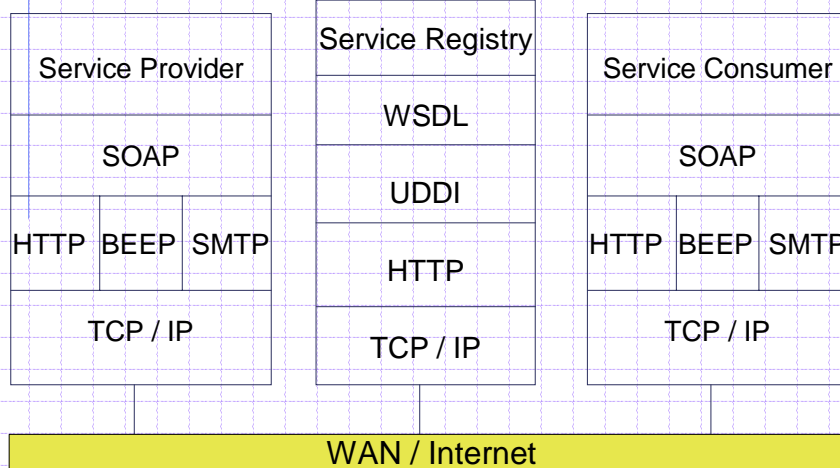 Service Provider
SOAP
HTTP BEEP SMTP
TCP / IP
Service Registry
WSDL
UDDI
HTTP
TCP / IP
Service Consumer
SOAP
HTTP BEEP SMTP
TCP / IP
WAN / Internet